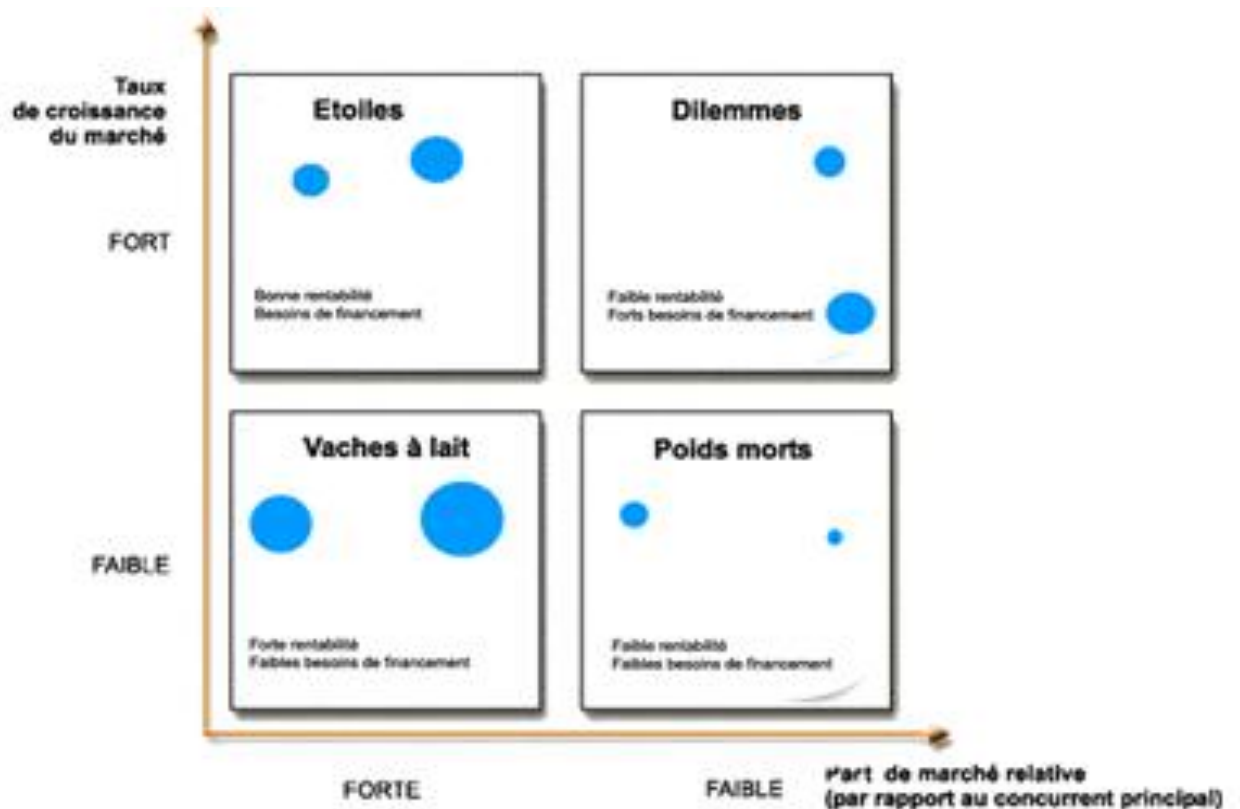 Taux
de croissance
du marché
Etoiles
Dilemmes
FORT
Bonne rentabilité
Besoins de financement
Faible rentabilité
Forts besoins de financement
Vaches à lait
Poids morts
FAIBLE
Forte rentabilité
Faibles besoins de financement
Faible rentabilité
Faibles besoins de financement
FORTE
FAIBLE
Part de marché relative
(par rapport au concurrent principal)